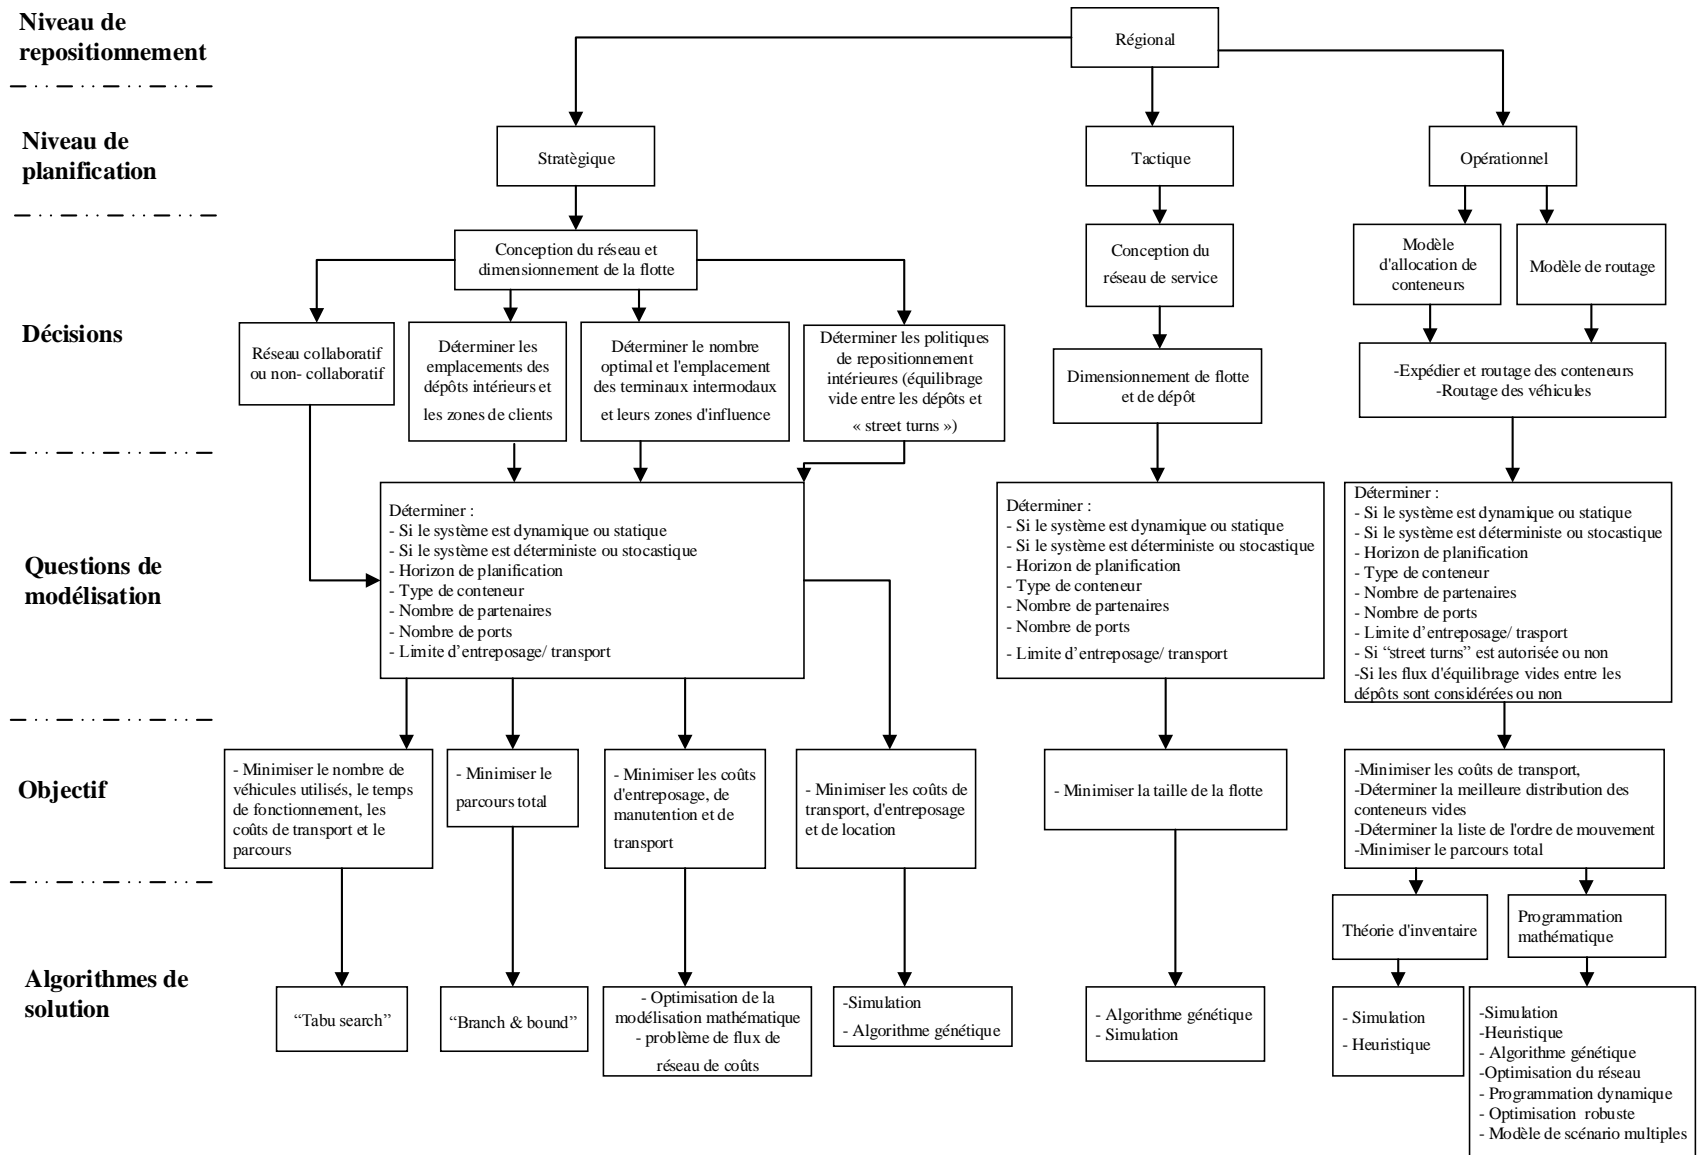 Niveau de
repositionnement
Régional
Niveau de
planification
Stratègique
Tactique
Opérationnel
Décisions
Conception du réseau et
dimensionnement de la flotte
Conception du
réseau de service
Modèle
d'allocation de
conteneurs
Modèle de routage
Réseau collaboratif
ou non- collaboratif
Déterminer les
emplacements des
dépôts intérieurs et
les zones de clients
Déterminer le nombre
optimal et l'emplacement
des terminaux intermodaux
et leurs zones d'influence
Déterminer les politiques
de repositionnement
intérieures (équilibrage
vide entre les dépôts et
« street turns »)
Dimensionnement de flotte
et de dépôt
-Expédier et routage des conteneurs
-Routage des véhicules
Questions de
modélisation
Déterminer :
- Si le système est dynamique ou statique
- Si le système est déterministe ou stocastique
- Horizon de planification
- Type de conteneur
- Nombre de partenaires
- Nombre de ports
- Limite d’entreposage/ transport
Déterminer :
- Si le système est dynamique ou statique
- Si le système est déterministe ou stocastique
- Horizon de planification
- Type de conteneur
- Nombre de partenaires
- Nombre de ports
- Limite d’entreposage/ transport
Déterminer :
- Si le système est dynamique ou statique
- Si le système est déterministe ou stocastique
- Horizon de planification
- Type de conteneur
- Nombre de partenaires
- Nombre de ports
- Limite d’entreposage/ trasport
- Si “street turns” est autorisée ou non
-Si les flux d'équilibrage vides entre les
dépôts sont considérées ou non
Objectif
- Minimiser le nombre de
véhicules utilisés, le temps
de fonctionnement, les
coûts de transport et le
parcours
- Minimiser le
parcours total
- Minimiser les coûts
d'entreposage, de
manutention et de
transport
- Minimiser les coûts de
transport, d'entreposage
et de location
- Minimiser la taille de la flotte
-Minimiser les coûts de transport,
-Déterminer la meilleure distribution des
conteneurs vides
-Déterminer la liste de l'ordre de mouvement
-Minimiser le parcours total
Algorithmes de
solution
Théorie d'inventaire
Programmation
mathématique
“Tabu search”
“Branch & bound”
- Optimisation de la
modélisation mathématique
- problème de flux de
réseau de coûts
-Simulation
- Algorithme génétique
- Algorithme génétique
- Simulation
- Simulation
- Heuristique
-Simulation
-Heuristique
- Algorithme génétique
-Optimisation du réseau
- Programmation dynamique
- Optimisation robuste
- Modèle de scénario multiples